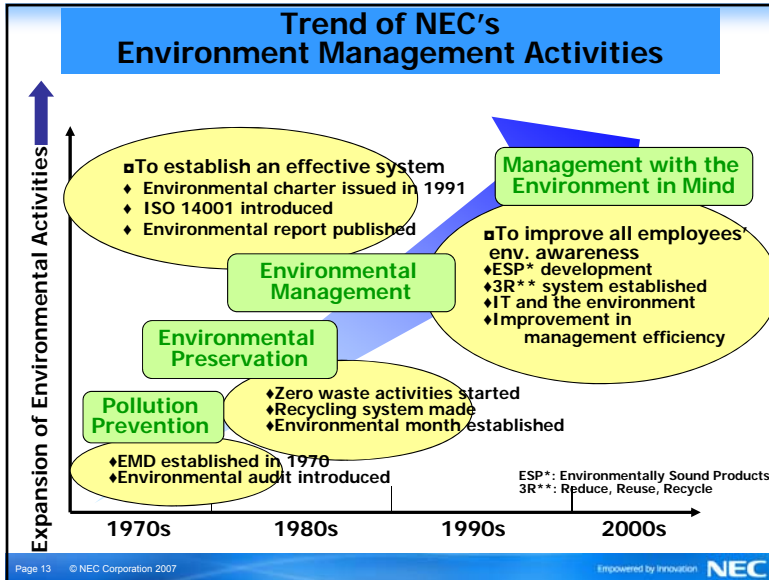 Trend of NEC's
Environment Management Activities
Expansion of Environmental Activities
◘To establish an effective system
♦ Environmental charter issued in 1991
♦ ISO 14001 introduced
♦ Environmental report published
Management with the
Environment in Mind
◘To improve all employees'
env. awareness
♦ESP* development
♦3R** system established
♦IT and the environment
♦Improvement in
management efficiency
Environmental
Management
Environmental
Preservation
♦Zero waste activities started
♦Recycling system made
♦Environmental month established
Pollution
Prevention
♦EMD established in 1970
♦Environmental audit introduced
ESP*: Environmentally Sound Products
3R**: Reduce, Reuse, Recycle
1970s 1980s 1990s 2000s
Page 13 © NEC Corporation 2007 Empowered by Innovation NEC